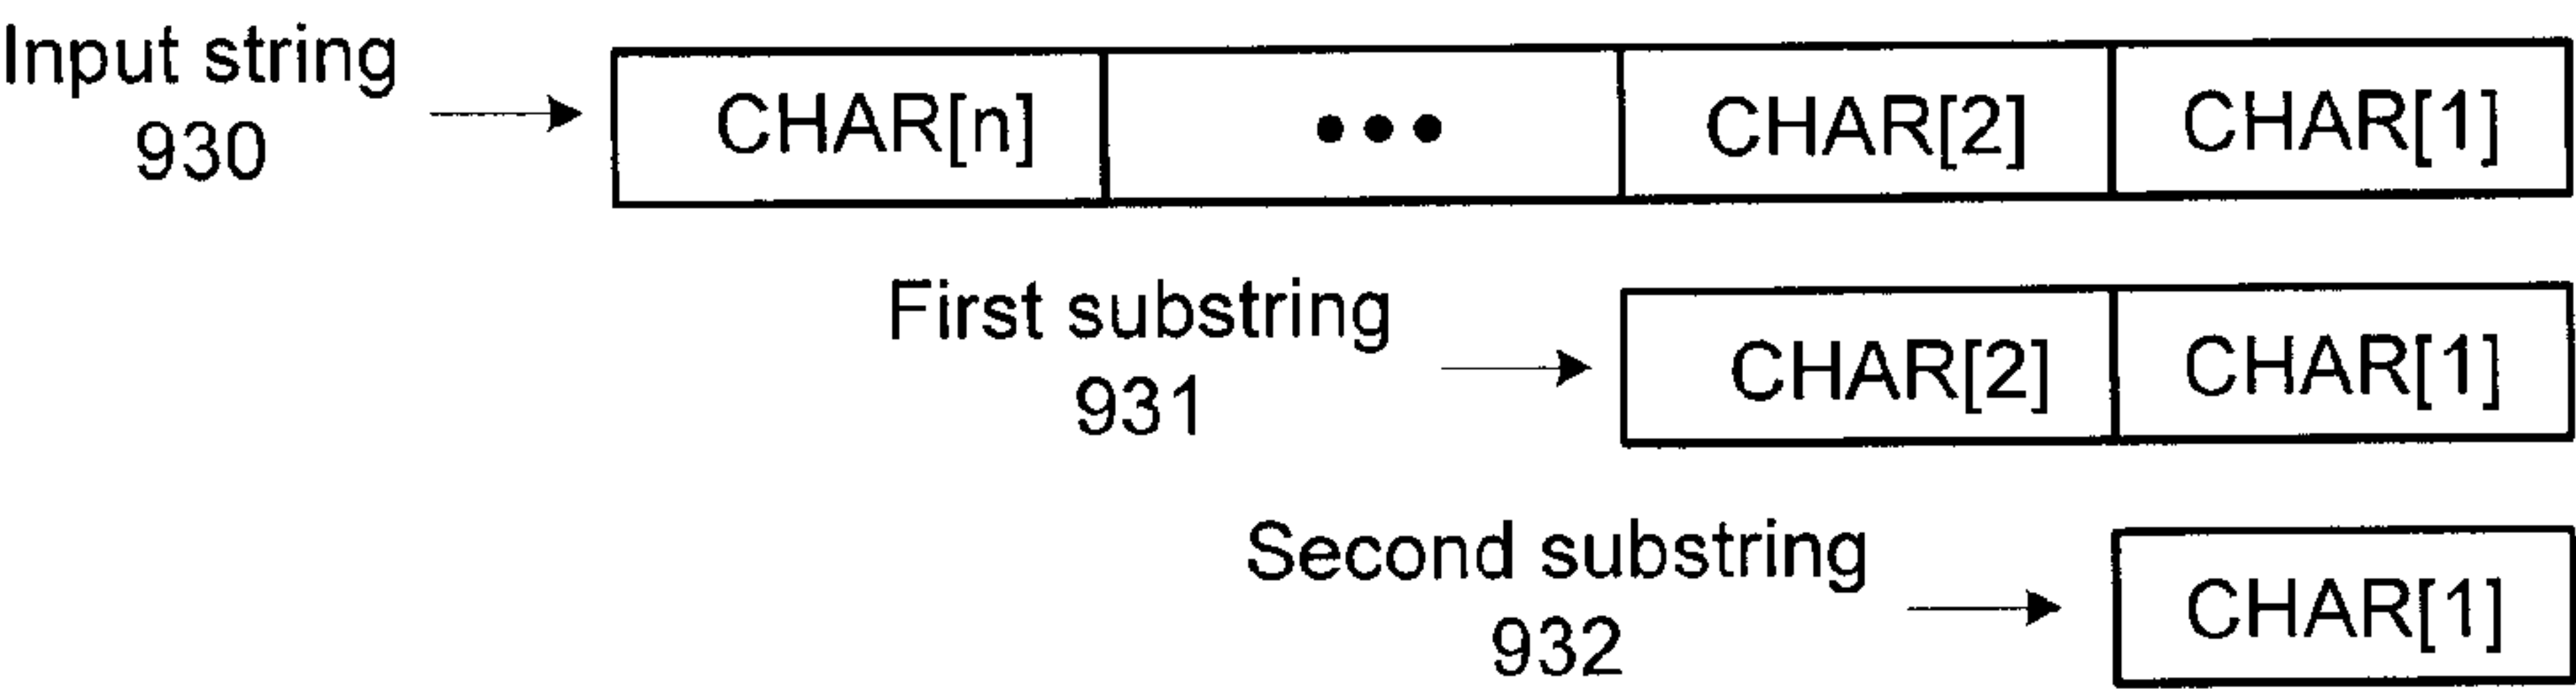 Input string
930
CHAR[n] ••• CHAR[2] CHAR[1]
First substring
931
CHAR[2] CHAR[1]
Second substring
932
CHAR[1]